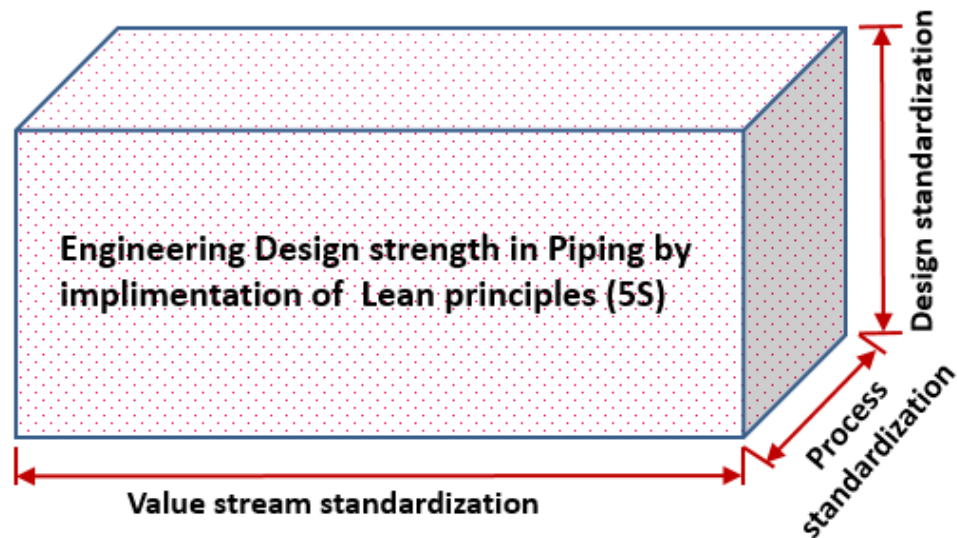 Engineering Design strength in Piping by
implimentation of Lean principles (5S)
Design standardization
Process
standardization
Value stream standardization